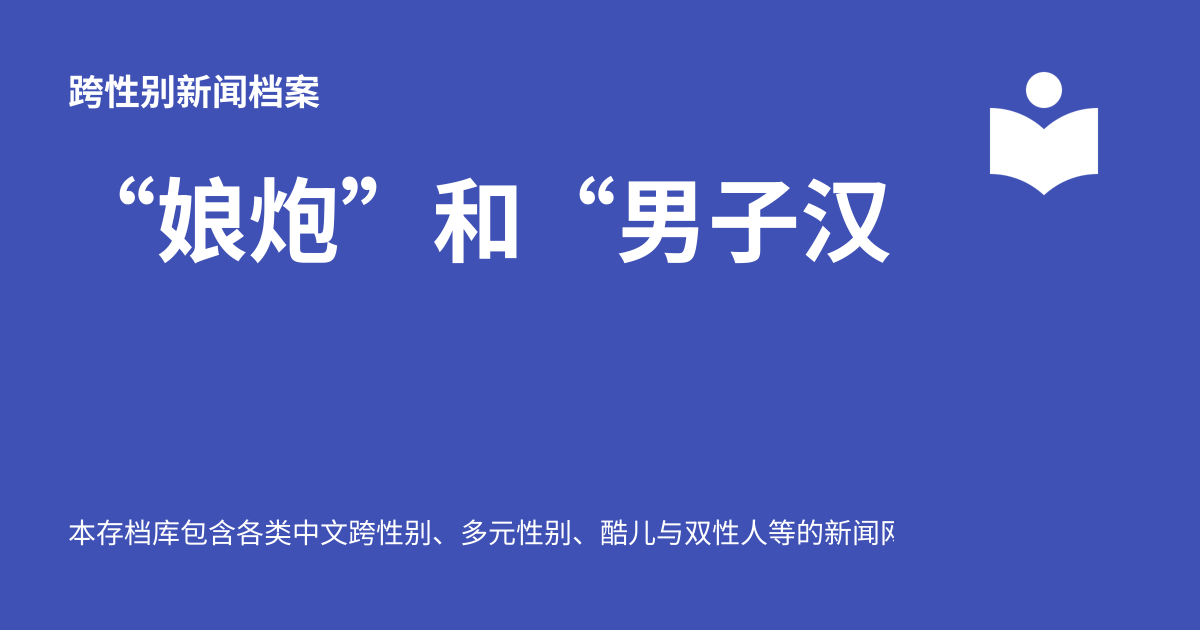 跨性别新闻档案
“娘炮” 和 “男子汉
本存档库包含各类中文跨性别、多元性别、酷儿与双性人等的新闻